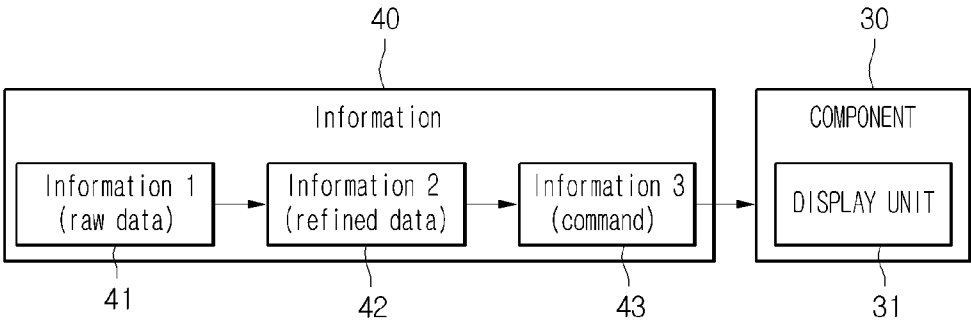 40
30
Information
COMPONENT
Information 1
(raw data)
Information 2
(refined data)
Information 3
(command)
DISPLAY UNIT
41
42
43
31